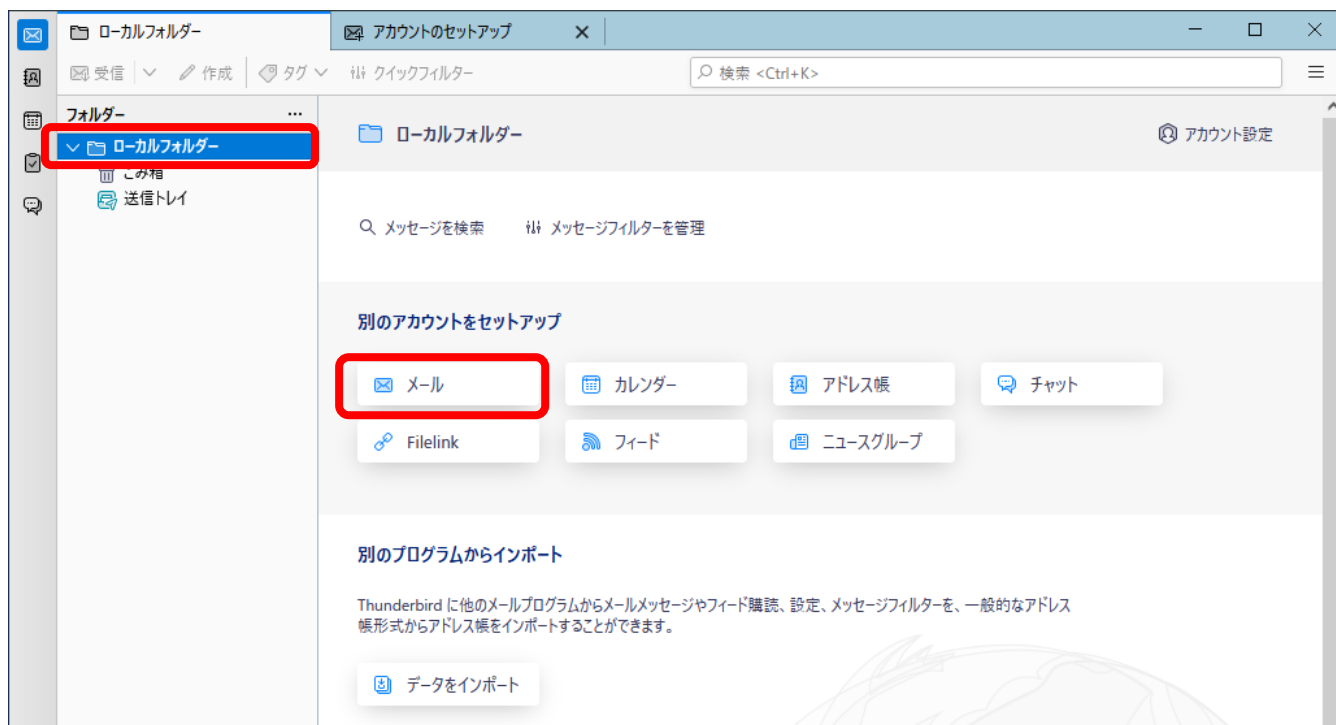 ローカルフォルダー
アカウントのセットアップ
受信 作成 タグ クイックフィルター
検索 <Ctrl+K>
フォルダー ...
ローカルフォルダー
ごみ箱
送信トレイ
ローカルフォルダー
アカウント設定
メッセージを検索 メッセージフィルターを管理
別のアカウントをセットアップ
メール カレンダー アドレス帳 チャット
Filelink フィード ニュースグループ
別のプログラムからインポート
Thunderbird に他のメールプログラムからメールメッセージやフィード購読、設定、メッセージフィルターを、一般的なアドレス
帳形式からアドレス帳をインポートすることができます。
データをインポート